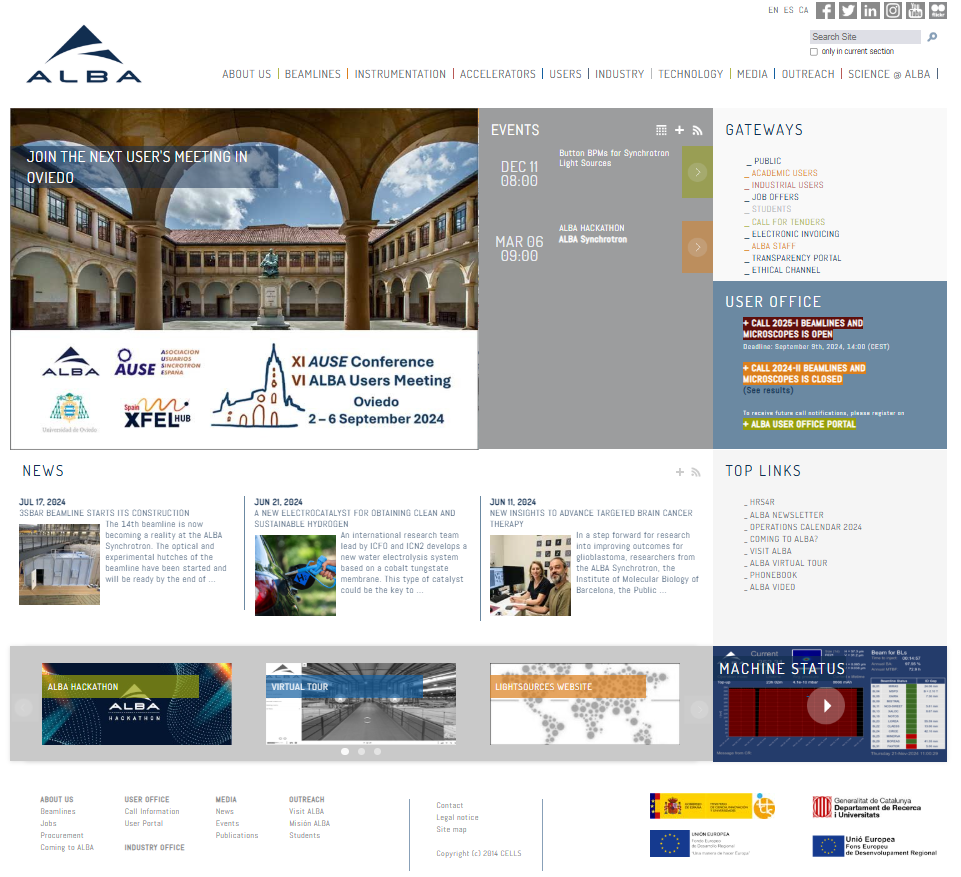 EN ES CA
Search Site
only in current section
ALBA
ABOUT US
BEAMLINES
INSTRUMENTATION
ACCELERATORS
USERS
INDUSTRY
TECHNOLOGY
MEDIA
OUTREACH
SCIENCE @ ALBA
JOIN THE NEXT USER'S MEETING IN
OVIEDO
ALBA
AUSE
ASOCIACION
USUARIOS
SINCROTRON
ESPAÑA
Universidad de Oviedo
Spain
XFEL HUB
XI AUSE Conference
VI ALBA Users Meeting
Oviedo
2 – 6 September 2024
EVENTS
DEC 11
08:00
Button BPMs for Synchrotron
Light Sources
MAR 06
09:00
ALBA HACKATHON
ALBA Synchrotron
GATEWAYS
_ PUBLIC
_ ACADEMIC USERS
_ INDUSTRIAL USERS
_ JOB OFFERS
_ STUDENTS
_ CALL FOR TENDERS
_ ELECTRONIC INVOICING
_ ALBA STAFF
_ TRANSPARENCY PORTAL
_ ETHICAL CHANNEL
USER OFFICE
+ CALL 2025-I BEAMLINES AND
MICROSCOPES IS OPEN
Deadline: September 9th, 2024, 14:00 (CEST)
+ CALL 2024-II BEAMLINES AND
MICROSCOPES IS CLOSED
(See results)
To receive future call notifications, please register on
+ ALBA USER OFFICE PORTAL
NEWS
JUL 17, 2024
3SBAR BEAMLINE STARTS ITS CONSTRUCTION
The 14th beamline is now
becoming a reality at the ALBA
Synchrotron. The optical and
experimental hutches of the
beamline have been started and
will be ready by the end of ...
JUN 21, 2024
A NEW ELECTROCATALYST FOR OBTAINING CLEAN AND
SUSTAINABLE HYDROGEN
An international research team
lead by ICFO and ICN2 develops a
new water electrolysis system
based on a cobalt tungstate
membrane. This type of catalyst
could be the key to ...
JUN 11, 2024
NEW INSIGHTS TO ADVANCE TARGETED BRAIN CANCER
THERAPY
In a step forward for research
into improving outcomes for
glioblastoma, researchers from
the ALBA Synchrotron, the
Institute of Molecular Biology of
Barcelona, the Public ...
TOP LINKS
_ HRS4R
_ ALBA NEWSLETTER
_ OPERATIONS CALENDAR 2024
_ COMING TO ALBA?
_ VISIT ALBA
_ ALBA VIRTUAL TOUR
_ PHONEBOOK
_ ALBA VIDEO
ALBA HACKATHON
ALBA
HACKATHON
VIRTUAL TOUR
LIGHTSOURCES WEBSITE
MACHINE STATUS
Current
Beam for BLs
ABOUT US
Beamlines
Jobs
Procurement
Coming to ALBA
USER OFFICE
Call Information
User Portal
INDUSTRY OFFICE
MEDIA
News
Events
Publications
OUTREACH
Visit ALBA
Misión ALBA
Students
Contact
Legal notice
Site map
Copyright (c) 2014 CELLS
UNIÓN EUROPEA
Fondo Europeo
de Desarrollo Regional
"Una manera de hacer Europa"
Generalitat de Catalunya
Departament de Recerca
i Universitats
Unió Europea
Fons Europeu
de Desenvolupament Regional